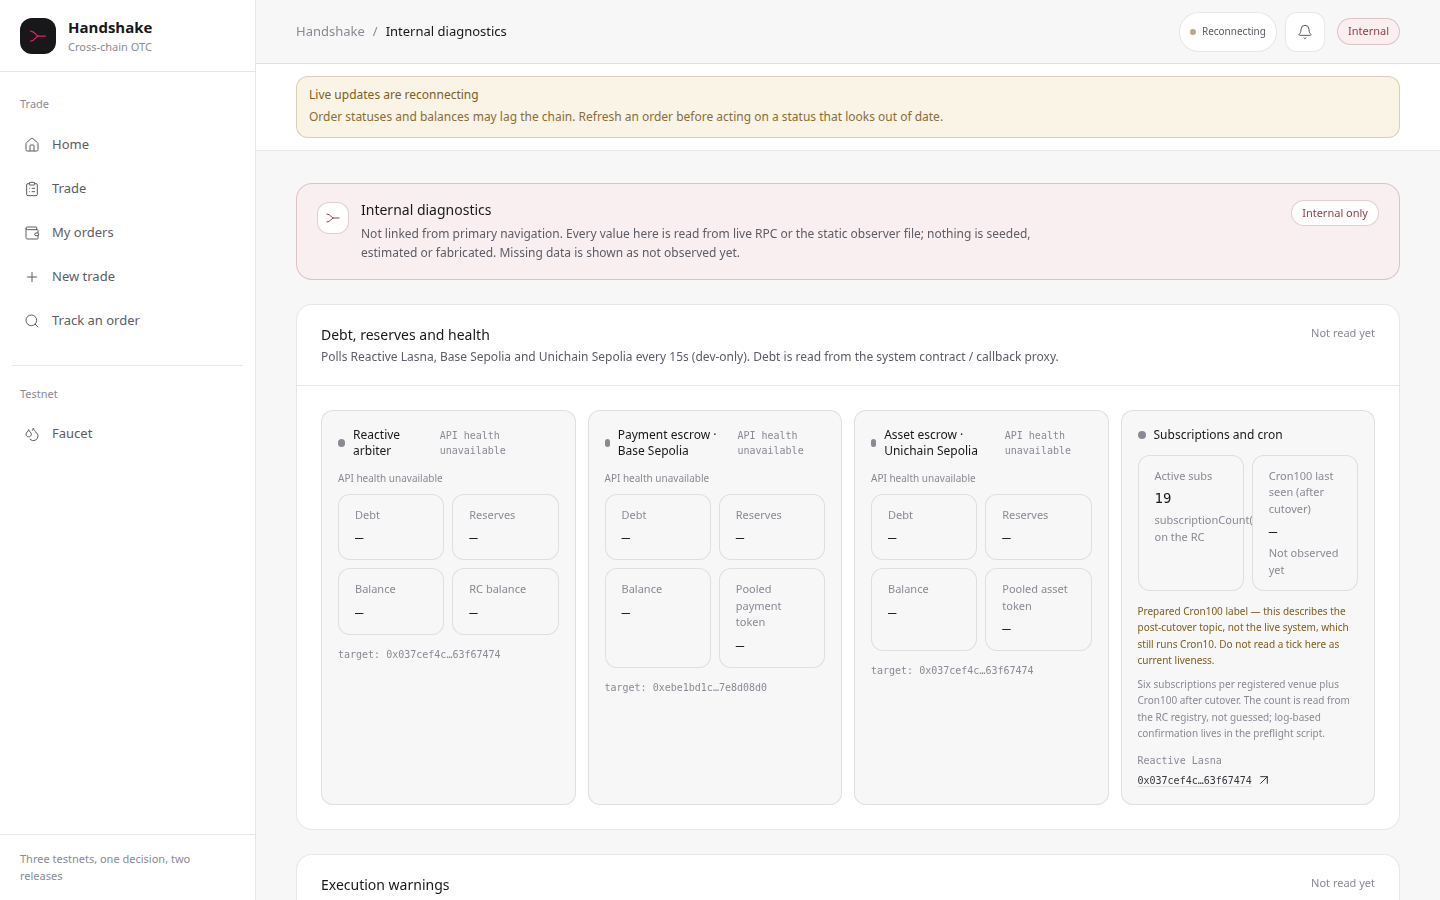 Handshake
Cross-chain OTC
Trade
Home
Trade
My orders
New trade
Track an order
Testnet
Faucet
Three testnets, one decision, two
releases
Handshake / Internal diagnostics
Reconnecting
Internal
Live updates are reconnecting
Order statuses and balances may lag the chain. Refresh an order before acting on a status that looks out of date.
Internal diagnostics
Internal only
Not linked from primary navigation. Every value here is read from live RPC or the static observer file; nothing is seeded,
estimated or fabricated. Missing data is shown as not observed yet.
Debt, reserves and health
Not read yet
Polls Reactive Lasna, Base Sepolia and Unichain Sepolia every 15s (dev-only). Debt is read from the system contract / callback proxy.
Reactive
arbiter
API health
unavailable
API health unavailable
Debt
—
Reserves
—
Balance
—
RC balance
—
target: 0x037cef4c…63f67474
Payment escrow ·
Base Sepolia
API health
unavailable
API health unavailable
Debt
—
Reserves
—
Balance
—
Pooled
payment
token
—
target: 0xebe1bd1c…7e8d08d0
Asset escrow ·
Unichain Sepolia
API health
unavailable
API health unavailable
Debt
—
Reserves
—
Balance
—
Pooled asset
token
—
target: 0x037cef4c…63f67474
Subscriptions and cron
Active subs
19
subscriptionCount(
on the RC
Cron100 last
seen (after
cutover)
—
Not observed
yet
Prepared Cron100 label — this describes the
post-cutover topic, not the live system, which
still runs Cron10. Do not read a tick here as
current liveness.
Six subscriptions per registered venue plus
Cron100 after cutover. The count is read from
the RC registry, not guessed; log-based
confirmation lives in the preflight script.
Reactive Lasna
0x037cef4c…63f67474
Execution warnings
Not read yet